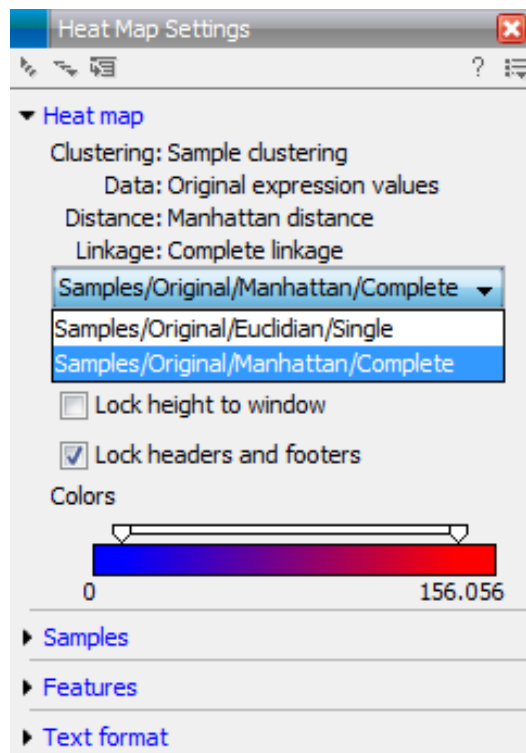 Heat Map Settings
?
Heat map
Clustering: Sample clustering
Data: Original expression values
Distance: Manhattan distance
Linkage: Complete linkage
Samples/Original/Manhattan/Complete
Samples/Original/Euclidian/Single
Samples/Original/Manhattan/Complete
Lock height to window
Lock headers and footers
Colors
0 156.056
Samples
Features
Text format